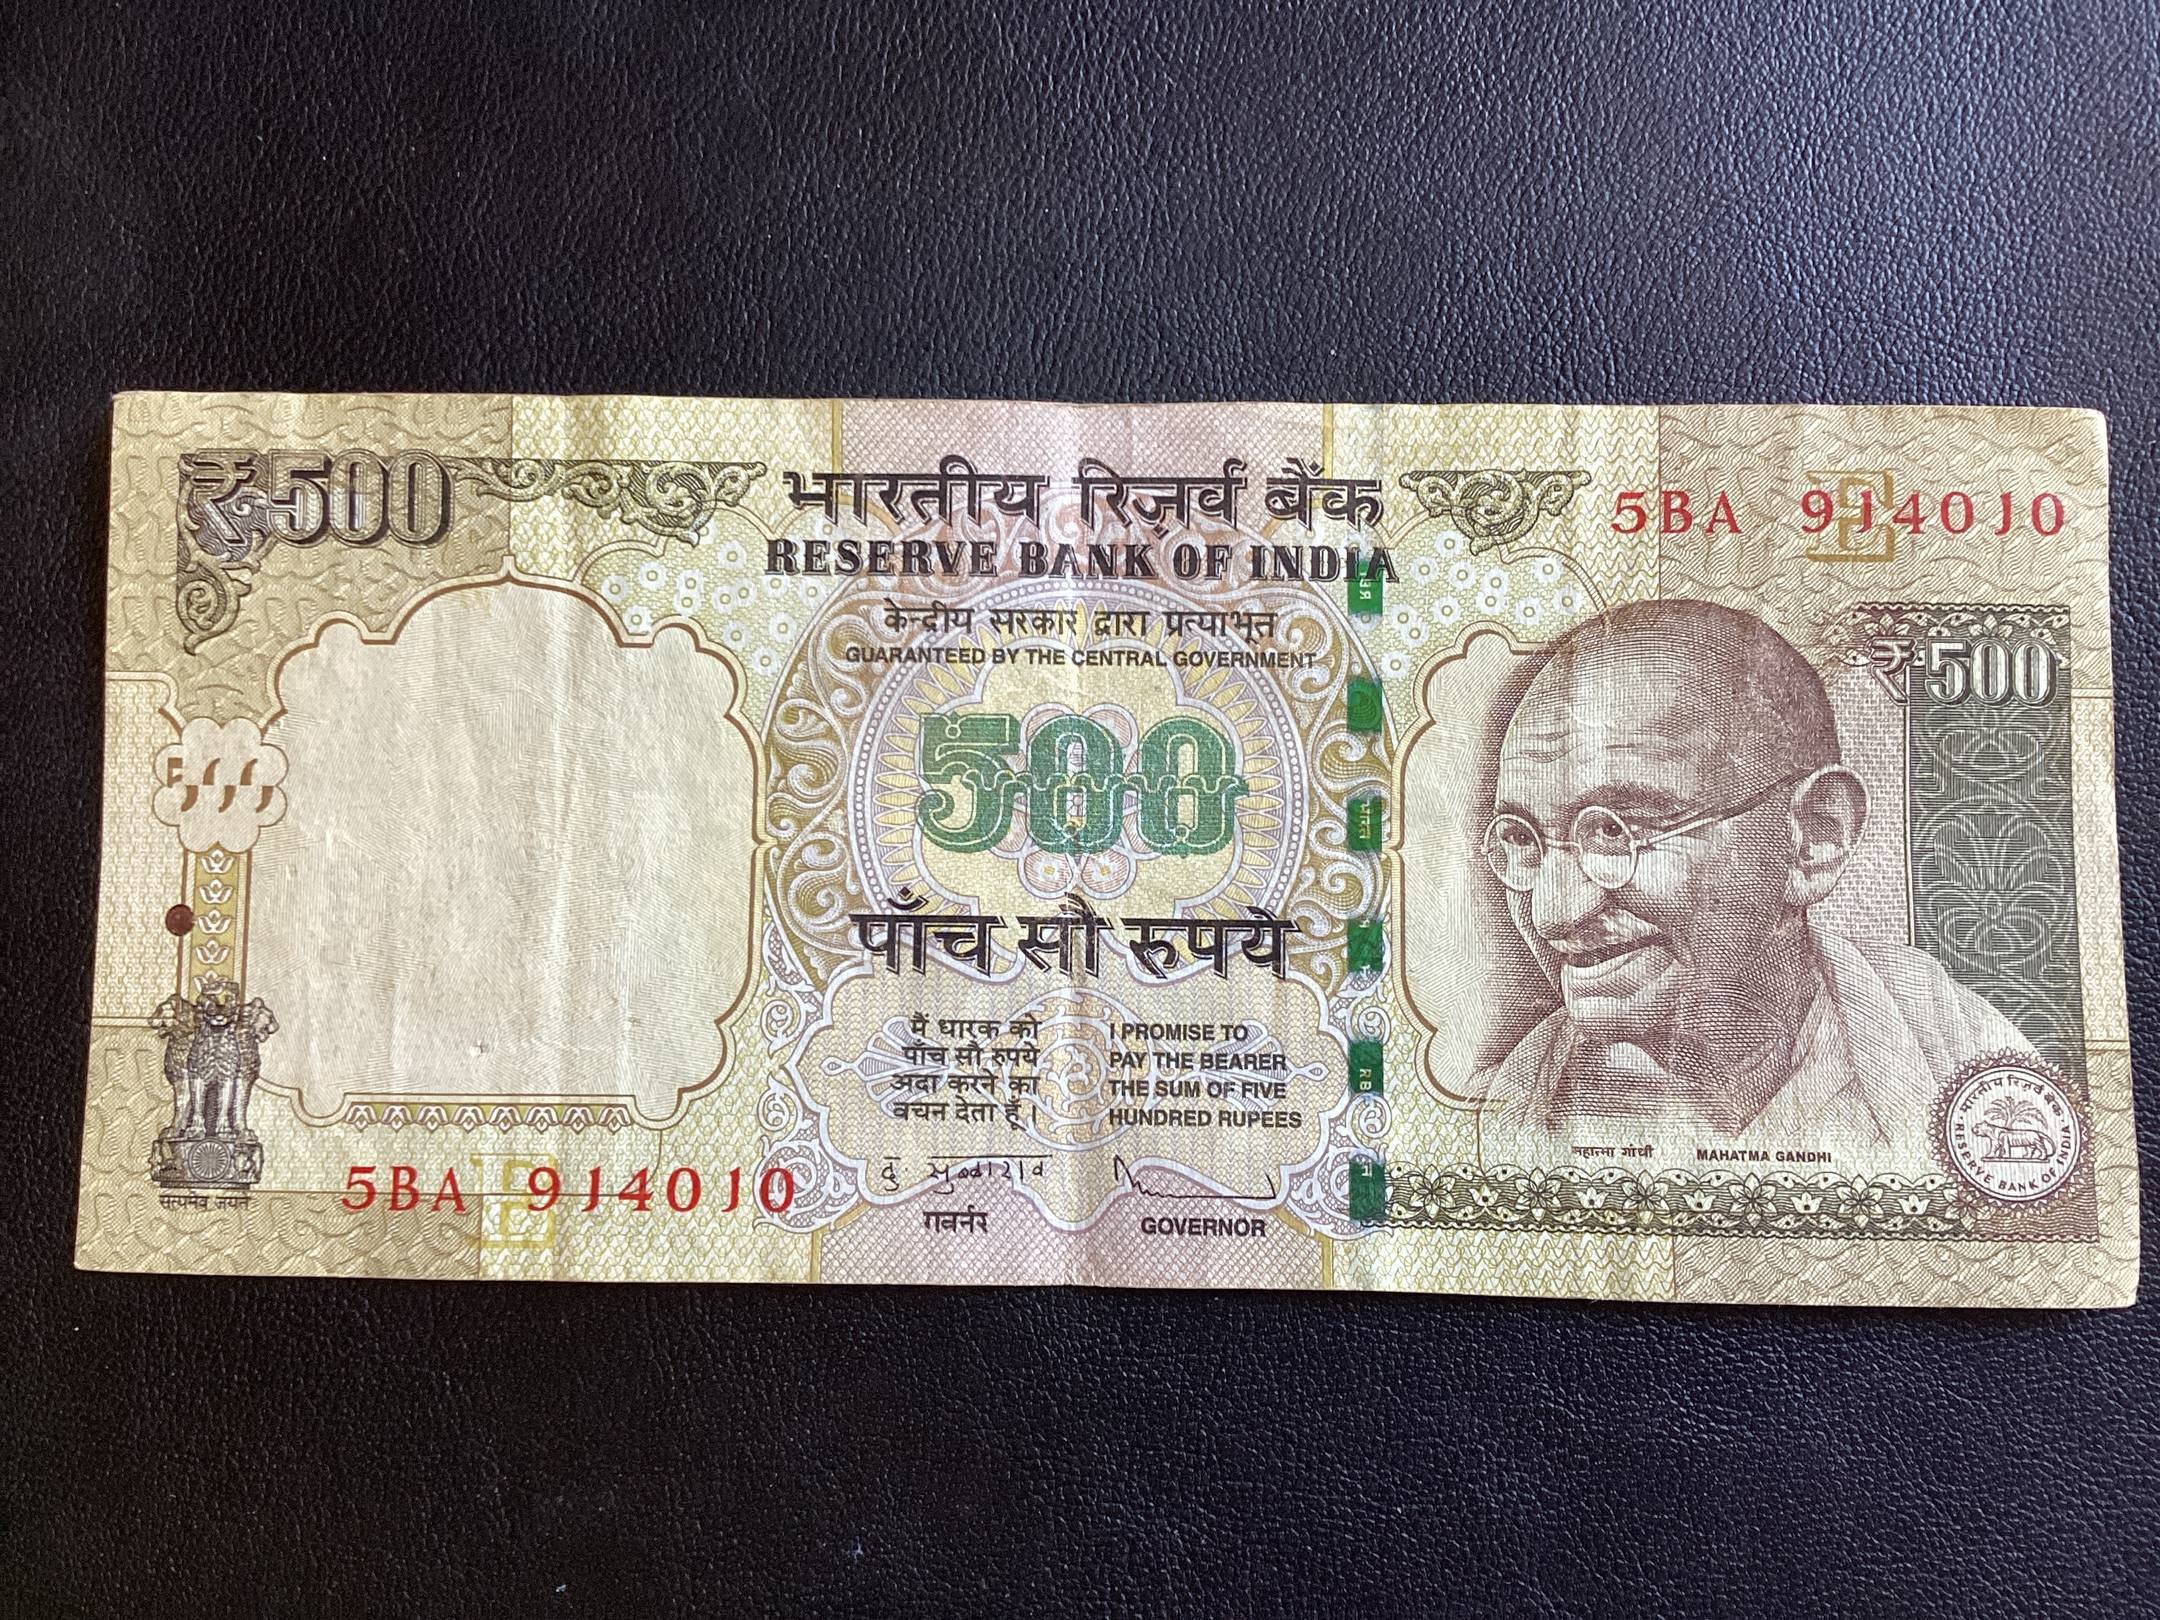 ₹500
भारतीय रिज़र्व बैंक
RESERVE BANK OF INDIA
5BA 914010
केन्द्रीय सरकार द्वारा प्रत्याभूत
GUARANTEED BY THE CENTRAL GOVERNMENT
₹500
500
पाँच सौ रुपये
मैं धारक को
पाँच सौ रुपये
अदा करने का
वचन देता हूँ।
I PROMISE TO
PAY THE BEARER
THE SUM OF FIVE
HUNDRED RUPEES
महात्मा गांधी MAHATMA GANDHI
भारतीय रिज़र्व बैंक
RESERVE BANK OF INDIA
सत्यमेव जयते
5BA 914010
दु. सुब्बाराव
गवर्नर
GOVERNOR